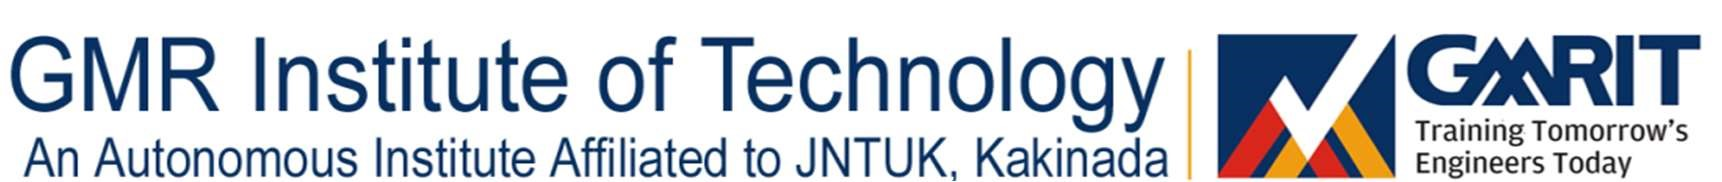 GMR Institute of Technology
An Autonomous Institute Affiliated to JNTUK, Kakinada
GMRIT
Training Tomorrow's
Engineers Today